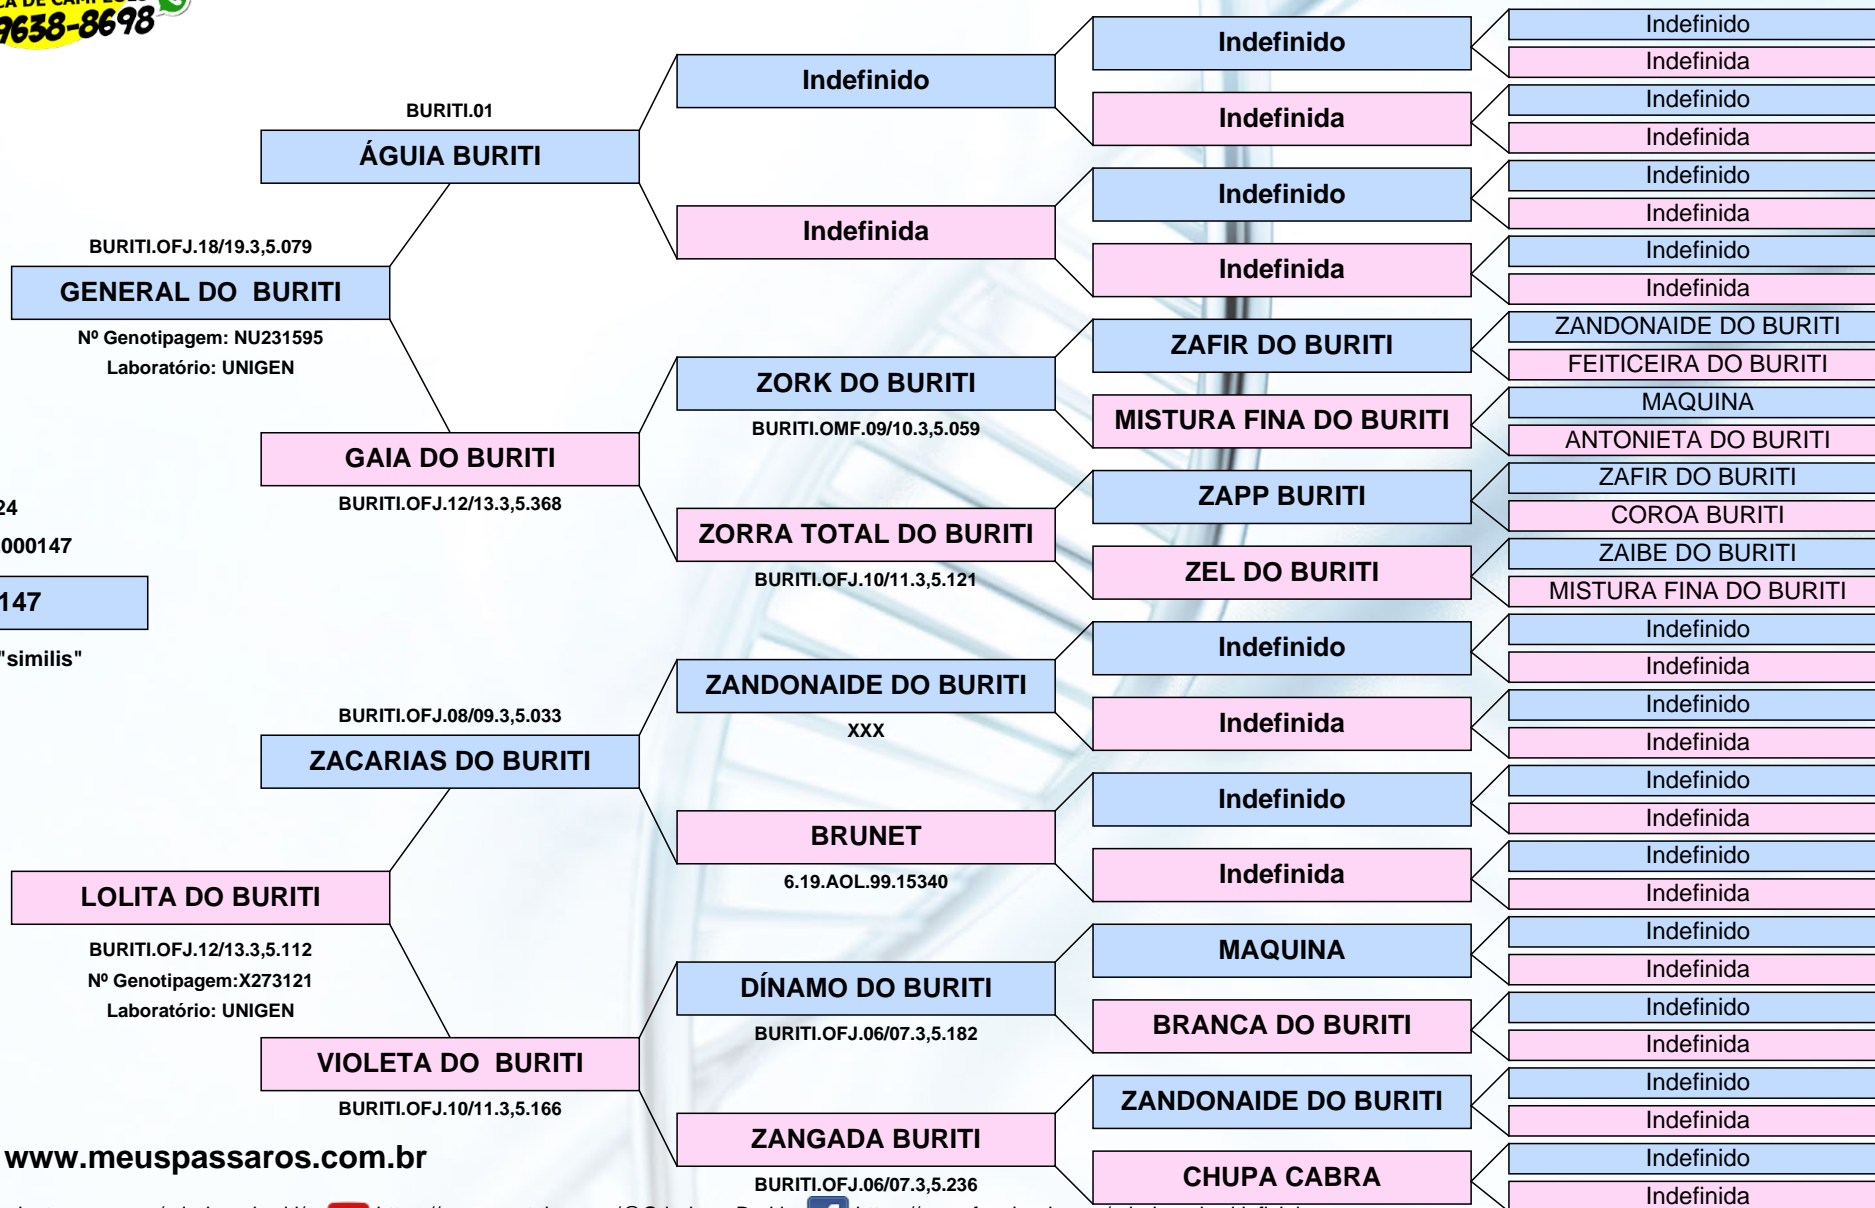 9638-8698
BURITI.01
ÁGUIA BURITI
BURITI.OFJ.18/19.3,5.079
GENERAL DO BURITI
Nº Genotipagem: NU231595
Laboratório: UNIGEN
GAIA DO BURITI
BURITI.OFJ.12/13.3,5.368
24
000147
147
"similis"
BURITI.OFJ.08/09.3,5.033
ZACARIAS DO BURITI
LOLITA DO BURITI
BURITI.OFJ.12/13.3,5.112
Nº Genotipagem:X273121
Laboratório: UNIGEN
VIOLETA DO BURITI
BURITI.OFJ.10/11.3,5.166
www.meuspassaros.com.br
Indefinido
Indefinida
ZORK DO BURITI
BURITI.OMF.09/10.3,5.059
ZORRA TOTAL DO BURITI
BURITI.OFJ.10/11.3,5.121
ZANDONAIDE DO BURITI
XXX
BRUNET
6.19.AOL.99.15340
DÍNAMO DO BURITI
BURITI.OFJ.06/07.3,5.182
ZANGADA BURITI
BURITI.OFJ.06/07.3,5.236
Indefinido
Indefinida
Indefinido
Indefinida
ZAFIR DO BURITI
MISTURA FINA DO BURITI
ZAPP BURITI
ZEL DO BURITI
Indefinido
Indefinida
Indefinido
Indefinida
MAQUINA
BRANCA DO BURITI
ZANDONAIDE DO BURITI
CHUPA CABRA
Indefinido
Indefinida
Indefinido
Indefinida
Indefinido
Indefinida
Indefinido
Indefinida
ZANDONAIDE DO BURITI
FEITICEIRA DO BURITI
MAQUINA
ANTONIETA DO BURITI
ZAFIR DO BURITI
COROA BURITI
ZAIBE DO BURITI
MISTURA FINA DO BURITI
Indefinido
Indefinida
Indefinido
Indefinida
Indefinido
Indefinida
Indefinido
Indefinida
Indefinido
Indefinida
Indefinido
Indefinida
Indefinido
Indefinida
Indefinido
Indefinida